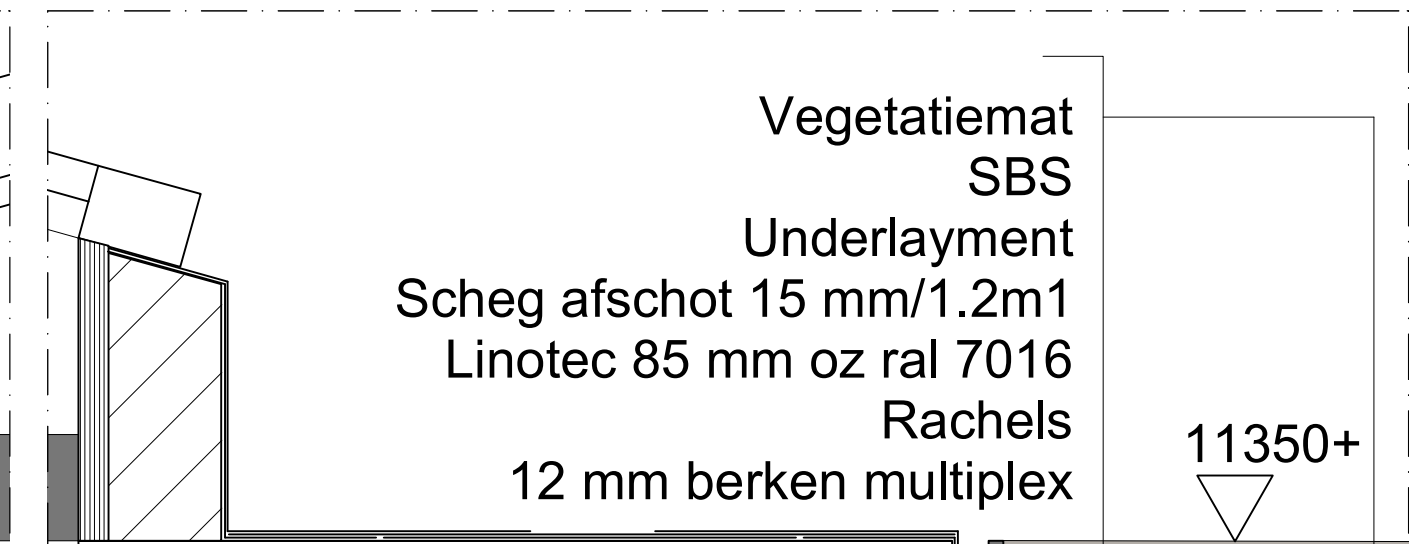 Vegetatiemat
SBS
Underlayment
Scheg afschot 15 mm/1.2m1
Linotec 85 mm oz ral 7016
Rachels
12 mm berken multiplex
11350+